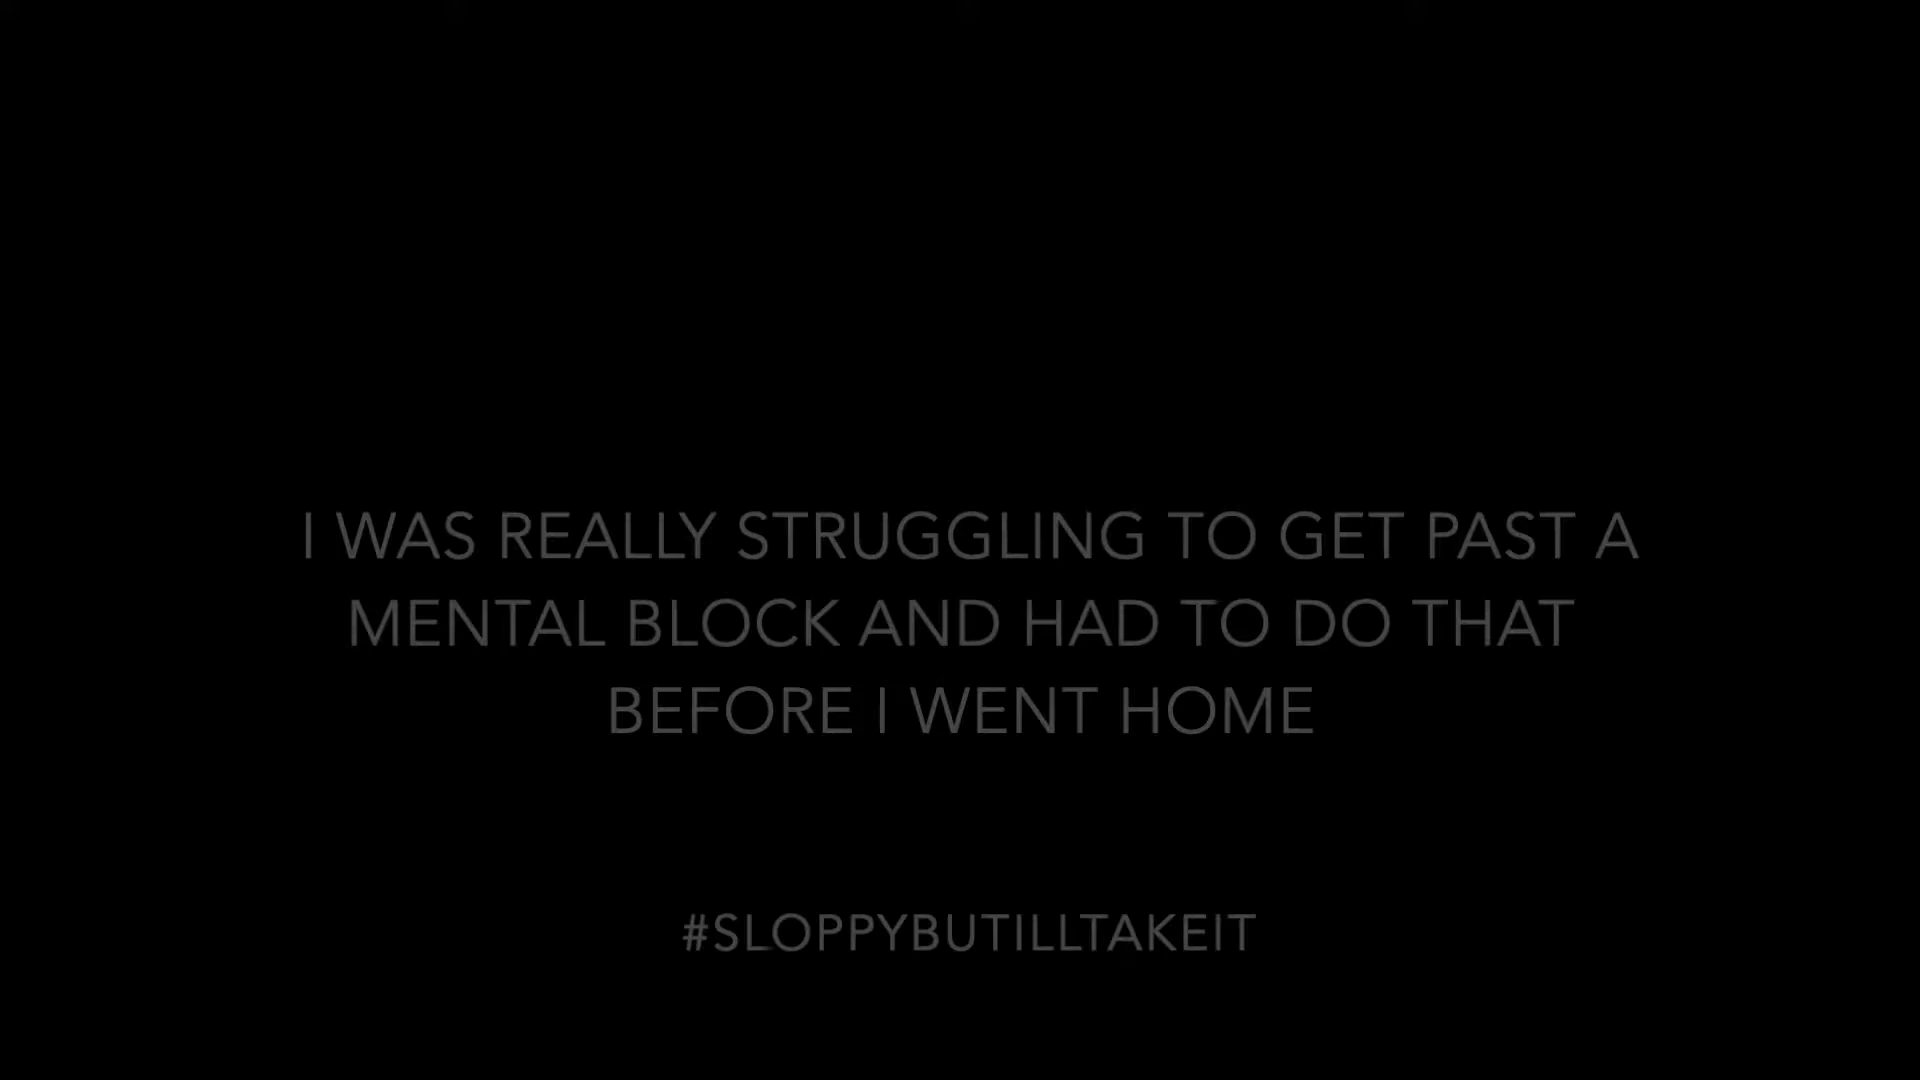 I WAS REALLY STRUGGLING TO GET PAST A
MENTAL BLOCK AND HAD TO DO THAT
BEFORE I WENT HOME
#SLOPPYBUTILLTAKEIT